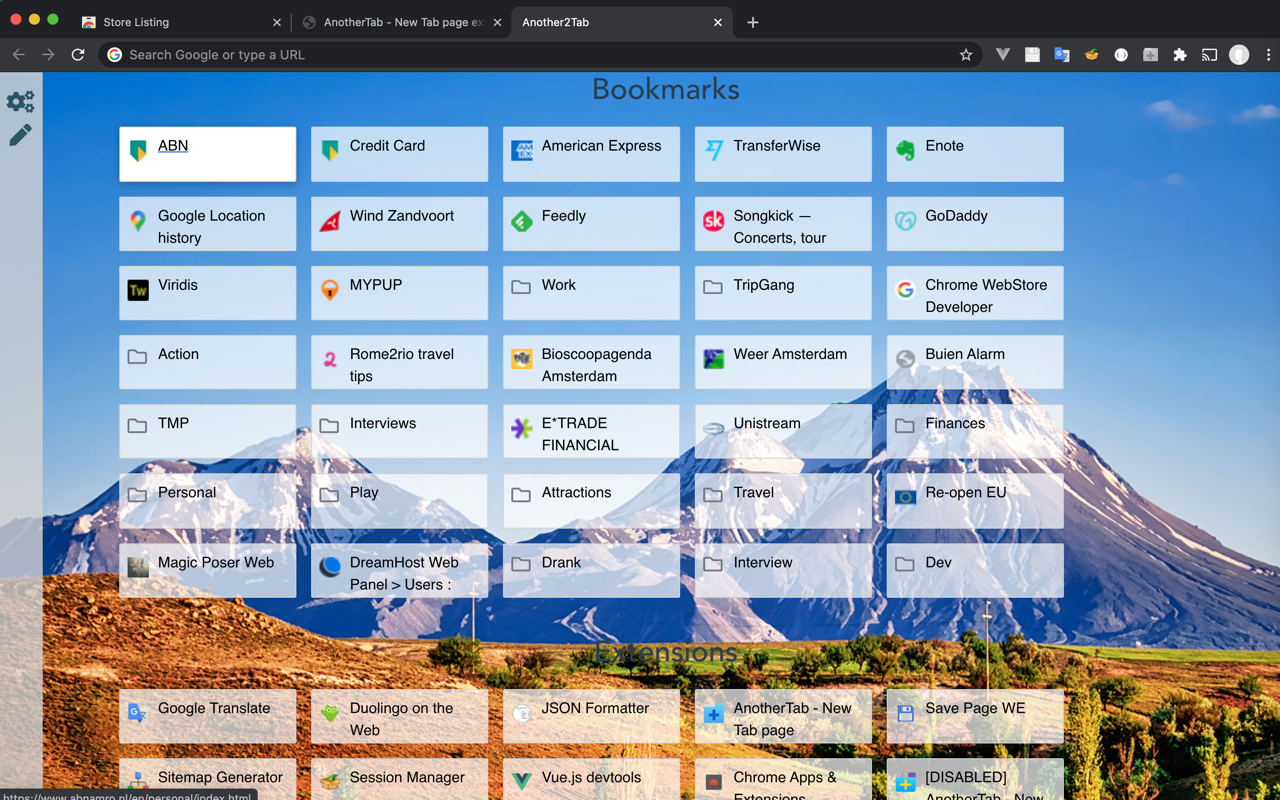 Store Listing
AnotherTab - New Tab page ex
Another2Tab
Search Google or type a URL
Bookmarks
ABN
Credit Card
American Express
TransferWise
Enote
Google Location
history
Wind Zandvoort
Feedly
Songkick —
Concerts, tour
GoDaddy
Viridis
MYPUP
Work
TripGang
Chrome WebStore
Developer
Action
Rome2rio travel
tips
Bioscoopagenda
Amsterdam
Weer Amsterdam
Buien Alarm
TMP
Interviews
E*TRADE
FINANCIAL
Unistream
Finances
Personal
Play
Attractions
Travel
Re-open EU
Magic Poser Web
DreamHost Web
Panel > Users :
Drank
Interview
Dev
Extensions
Google Translate
Duolingo on the
Web
JSON Formatter
AnotherTab - New
Tab page
Save Page WE
Sitemap Generator
Session Manager
Vue.js devtools
Chrome Apps &
Extensions
[DISABLED]
AnotherTab - New
https://www.abnamro.nl/en/personal/index.html